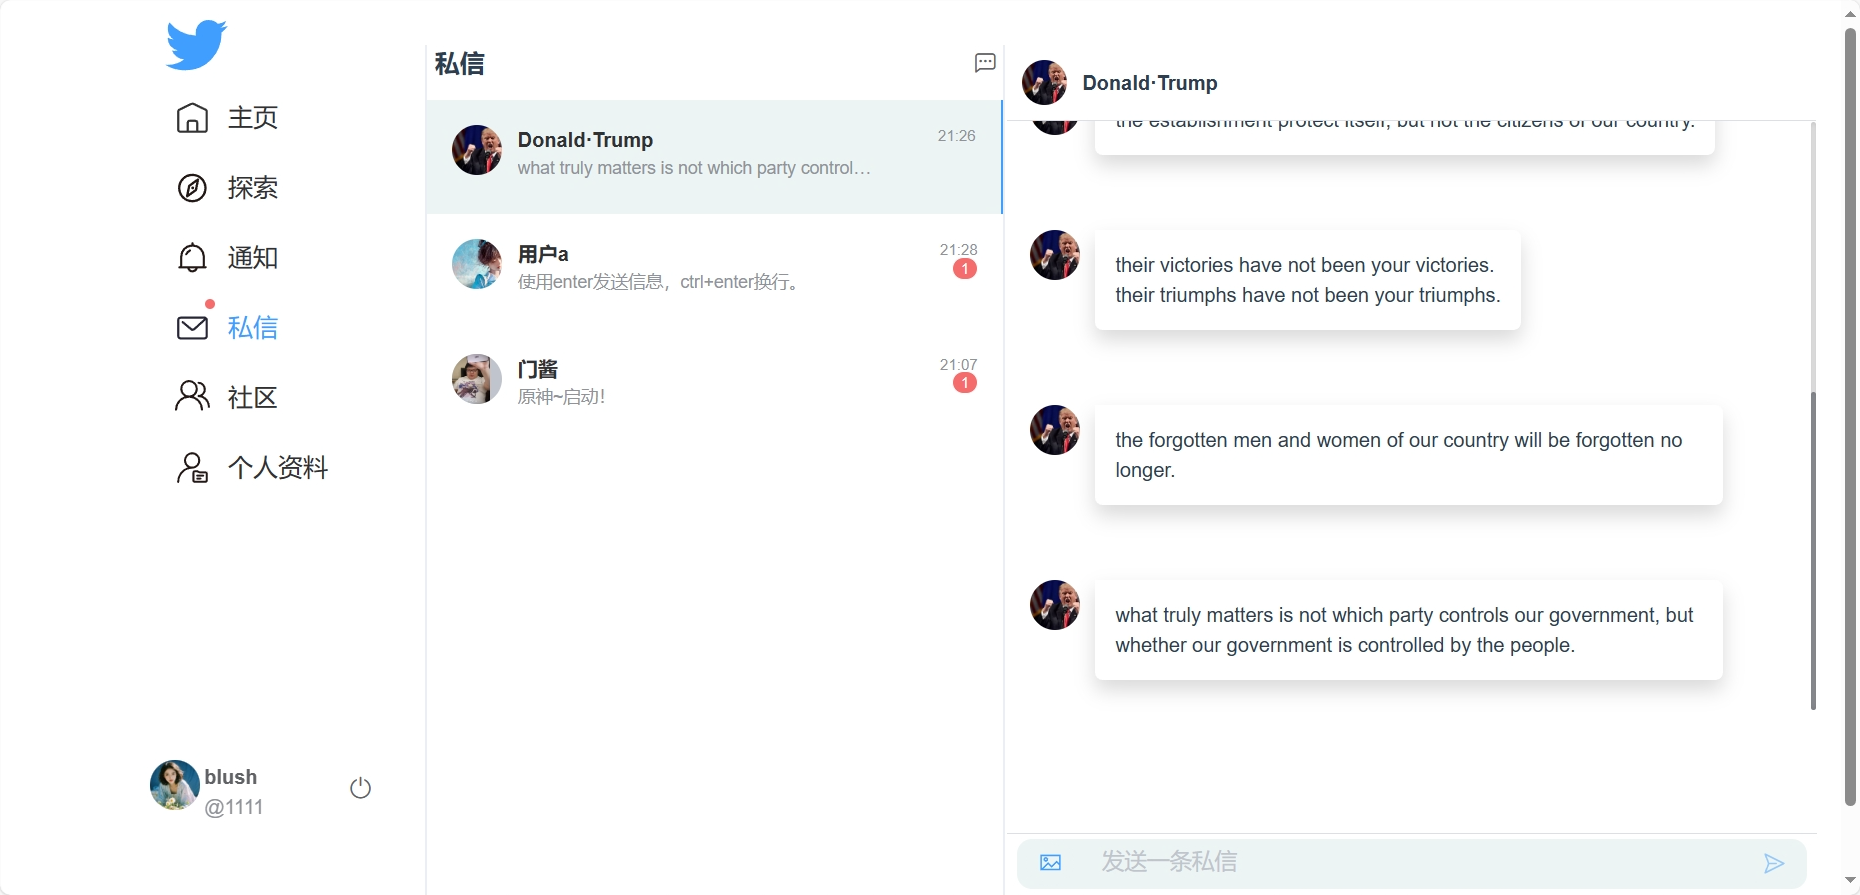 主页
探索
通知
私信
社区
个人资料
blush
@1111
私信
Donald·Trump
21:26
what truly matters is not which party control…
用户a
21:28
使用enter发送信息，ctrl+enter换行。
1
门酱
21:07
原神~启动！
1
Donald·Trump
the establishment protect itself, but not the citizens of our country.
their victories have not been your victories.
their triumphs have not been your triumphs.
the forgotten men and women of our country will be forgotten no
longer.
what truly matters is not which party controls our government, but
whether our government is controlled by the people.
发送一条私信